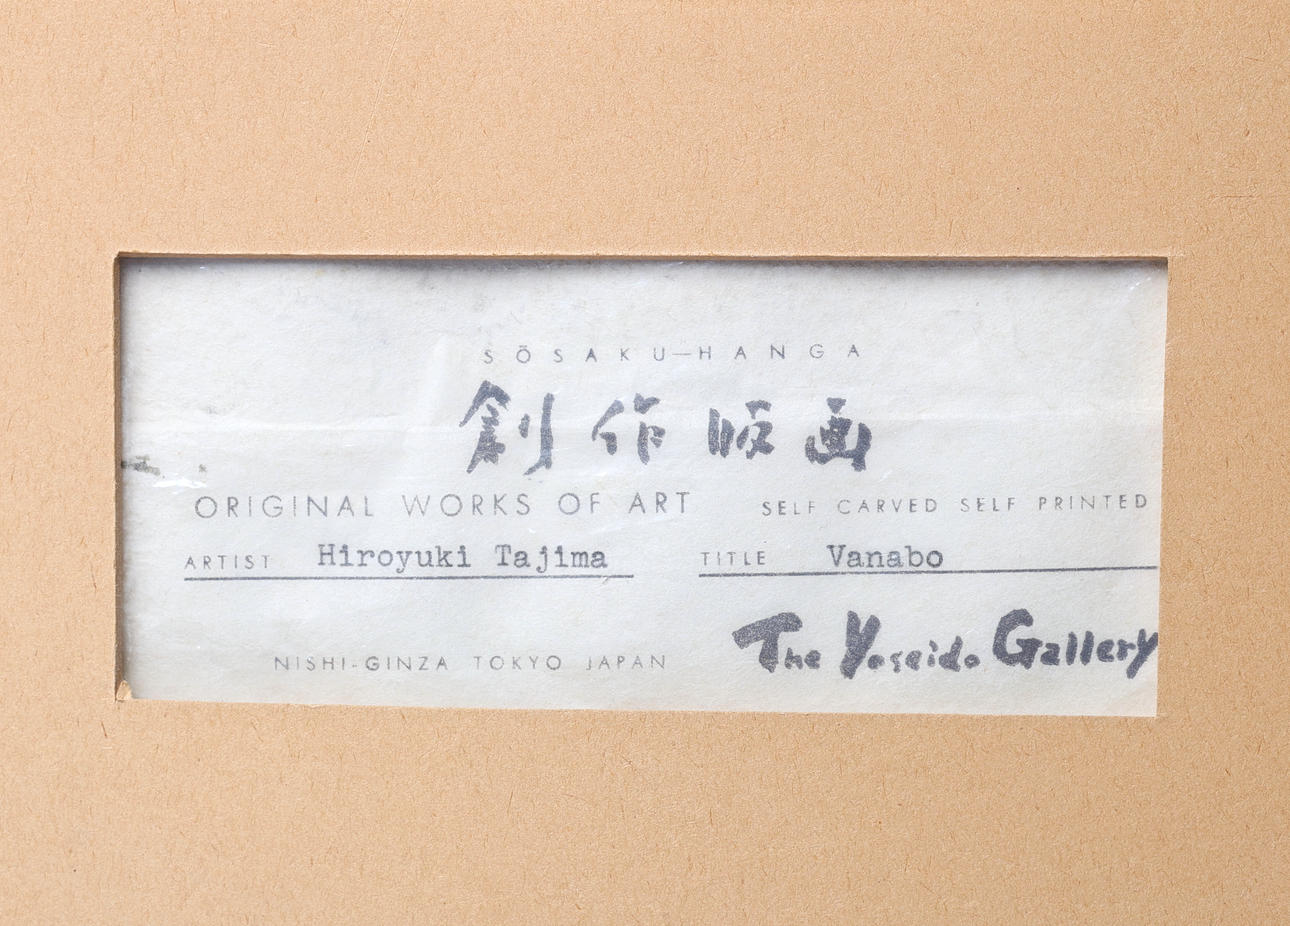 SŌSAKU-HANGA
創作版画
ORIGINAL WORKS OF ART SELF CARVED SELF PRINTED
ARTIST Hiroyuki Tajima TITLE Vanabo
NISHI-GINZA TOKYO JAPAN The Yoseido Gallery